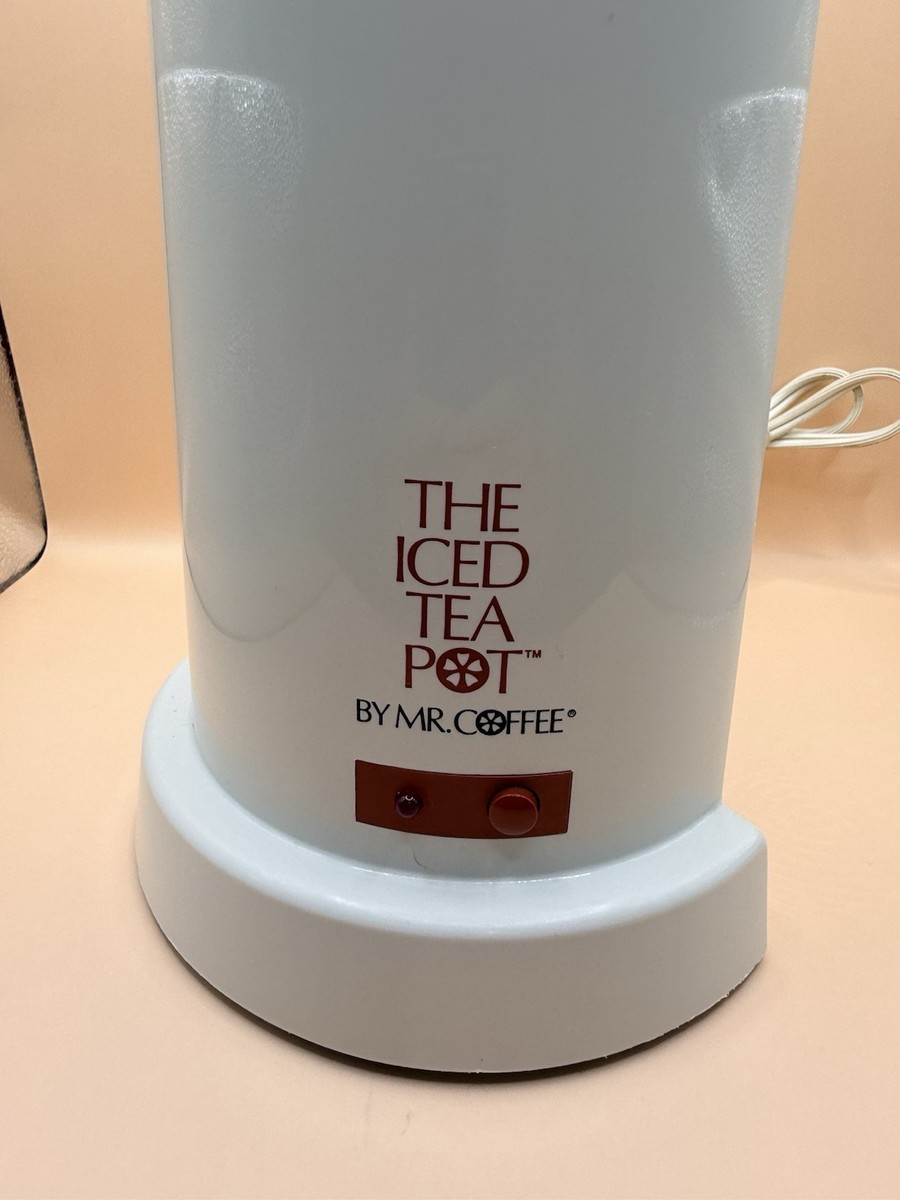 THE
ICED
TEA
POT™
BY MR. COFFEE®